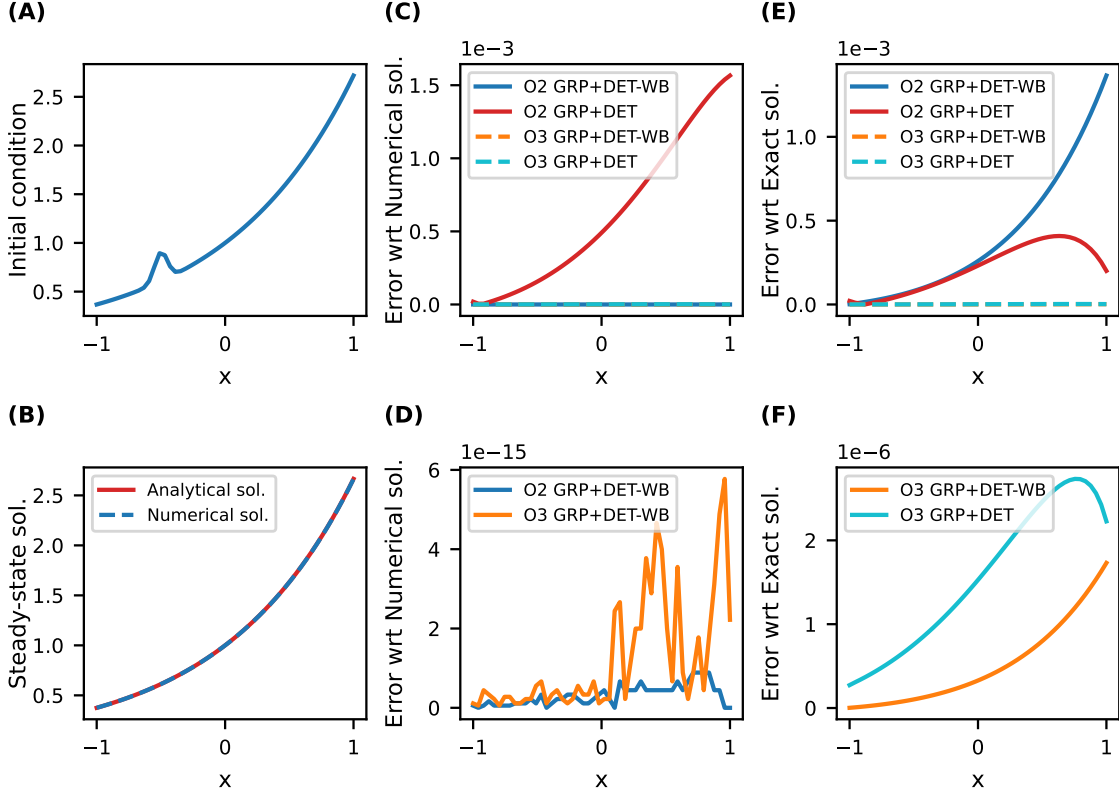 (A)
Initial condition
2.5
2.0
1.5
1.0
0.5
−1
0
1
x
(C)
1e−3
Error wrt Numerical sol.
1.5
1.0
0.5
0.0
O2 GRP+DET-WB
O2 GRP+DET
O3 GRP+DET-WB
O3 GRP+DET
−1
0
1
x
(E)
1e−3
Error wrt Exact sol.
1.0
0.5
0.0
O2 GRP+DET-WB
O2 GRP+DET
O3 GRP+DET-WB
O3 GRP+DET
−1
0
1
x
(B)
Steady-state sol.
2.5
2.0
1.5
1.0
0.5
Analytical sol.
Numerical sol.
−1
0
1
x
(D)
1e−15
Error wrt Numerical sol.
6
4
2
0
O2 GRP+DET-WB
O3 GRP+DET-WB
−1
0
1
x
(F)
1e−6
Error wrt Exact sol.
2
1
0
O3 GRP+DET-WB
O3 GRP+DET
−1
0
1
x